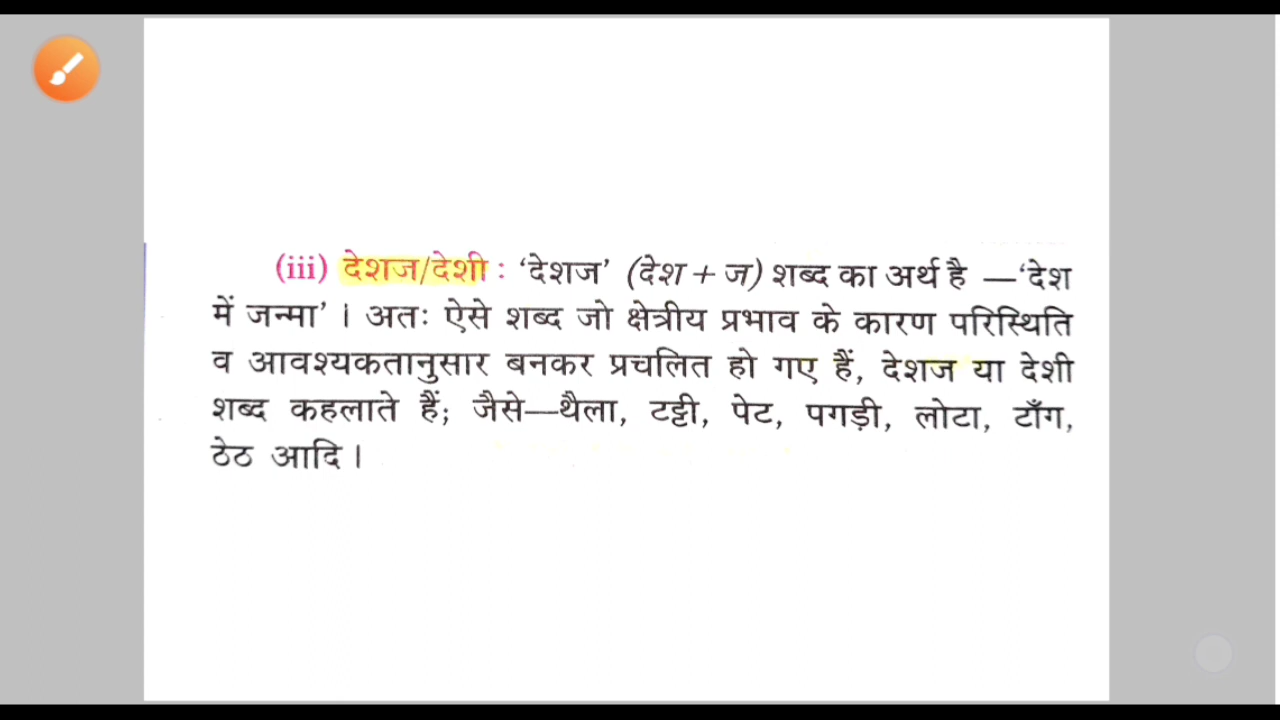 (iii) देशज/देशी : ‘देशज’ (देश + ज) शब्द का अर्थ है —‘देश
में जन्मा’ । अतः ऐसे शब्द जो क्षेत्रीय प्रभाव के कारण परिस्थिति
व आवश्यकतानुसार बनकर प्रचलित हो गए हैं, देशज या देशी
शब्द कहलाते हैं; जैसे—थैला, टट्टी, पेट, पगड़ी, लोटा, टाँग,
ठेठ आदि ।